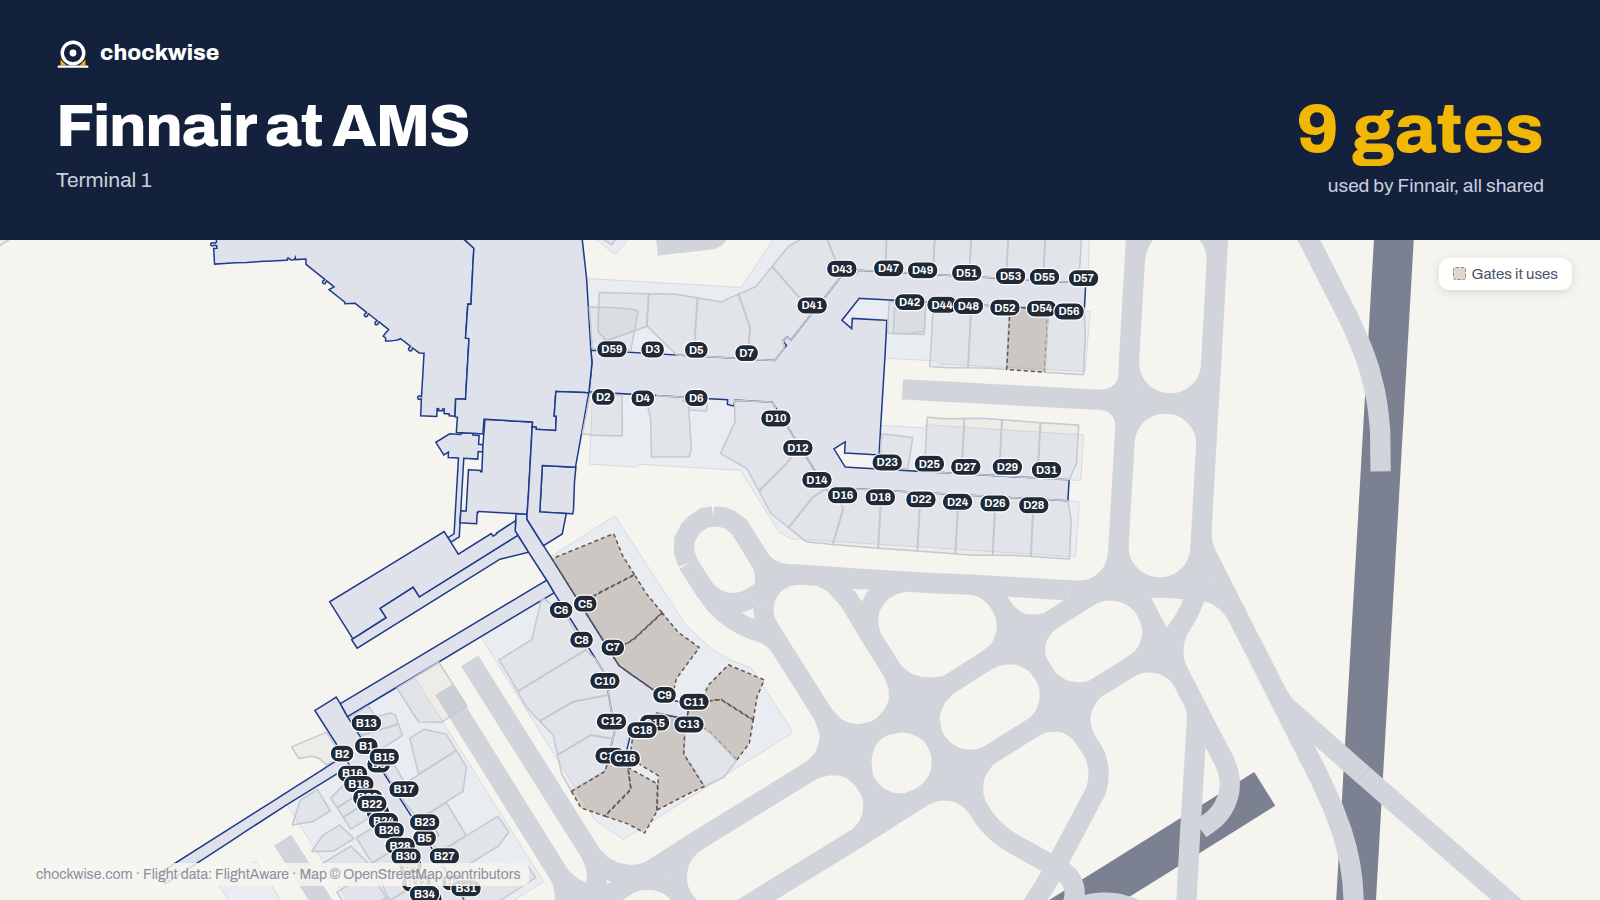 chockwise
Finnair at AMS
9 gates
Terminal 1
used by Finnair, all shared
Gates it uses
D43 D47 D49 D51 D53 D55 D57
D41 D42 D44 D48 D52 D54 D56
D59 D3 D5 D7
D2 D4 D6
D10
D12
D23 D25 D27 D29 D31
D14
D16 D18 D22 D24 D26 D28
C6 C5
C8 C7
C10
C9 C11
C12 C18 C13
C16
B13
B1
B2 B15
B16
B18 B17
B22
B26 B23
B5
B28
B30 B27
B31
B34
chockwise.com · Flight data: FlightAware · Map © OpenStreetMap contributors